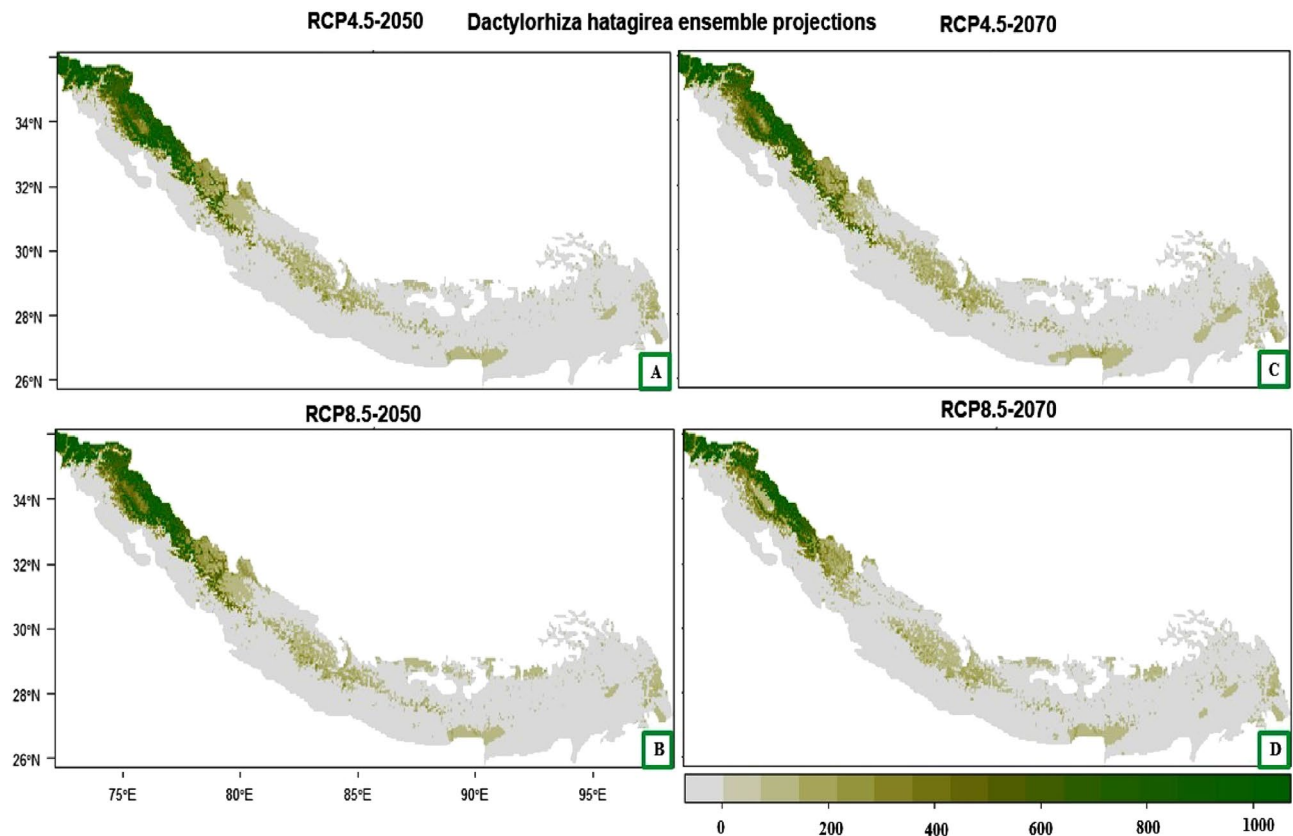 RCP4.5-2050 Dactylorhiza hatagirea ensemble projections RCP4.5-2070
34°N
32°N
30°N
28°N
26°N
A
C
RCP8.5-2050 RCP8.5-2070
34°N
32°N
30°N
28°N
26°N
B
D
75°E 80°E 85°E 90°E 95°E
0 200 400 600 800 1000